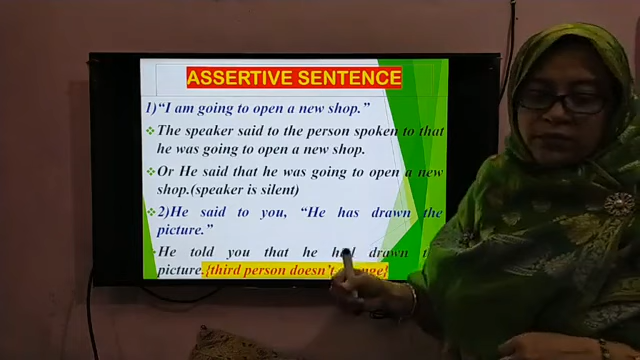 ASSERTIVE SENTENCE
1)“I am going to open a new shop.”
The speaker said to the person spoken to that
he was going to open a new shop.
Or He said that he was going to open a new
shop.(speaker is silent)
2)He said to you, “He has drawn the
picture.”
He told you that he had drawn
picture.{third person doesn't